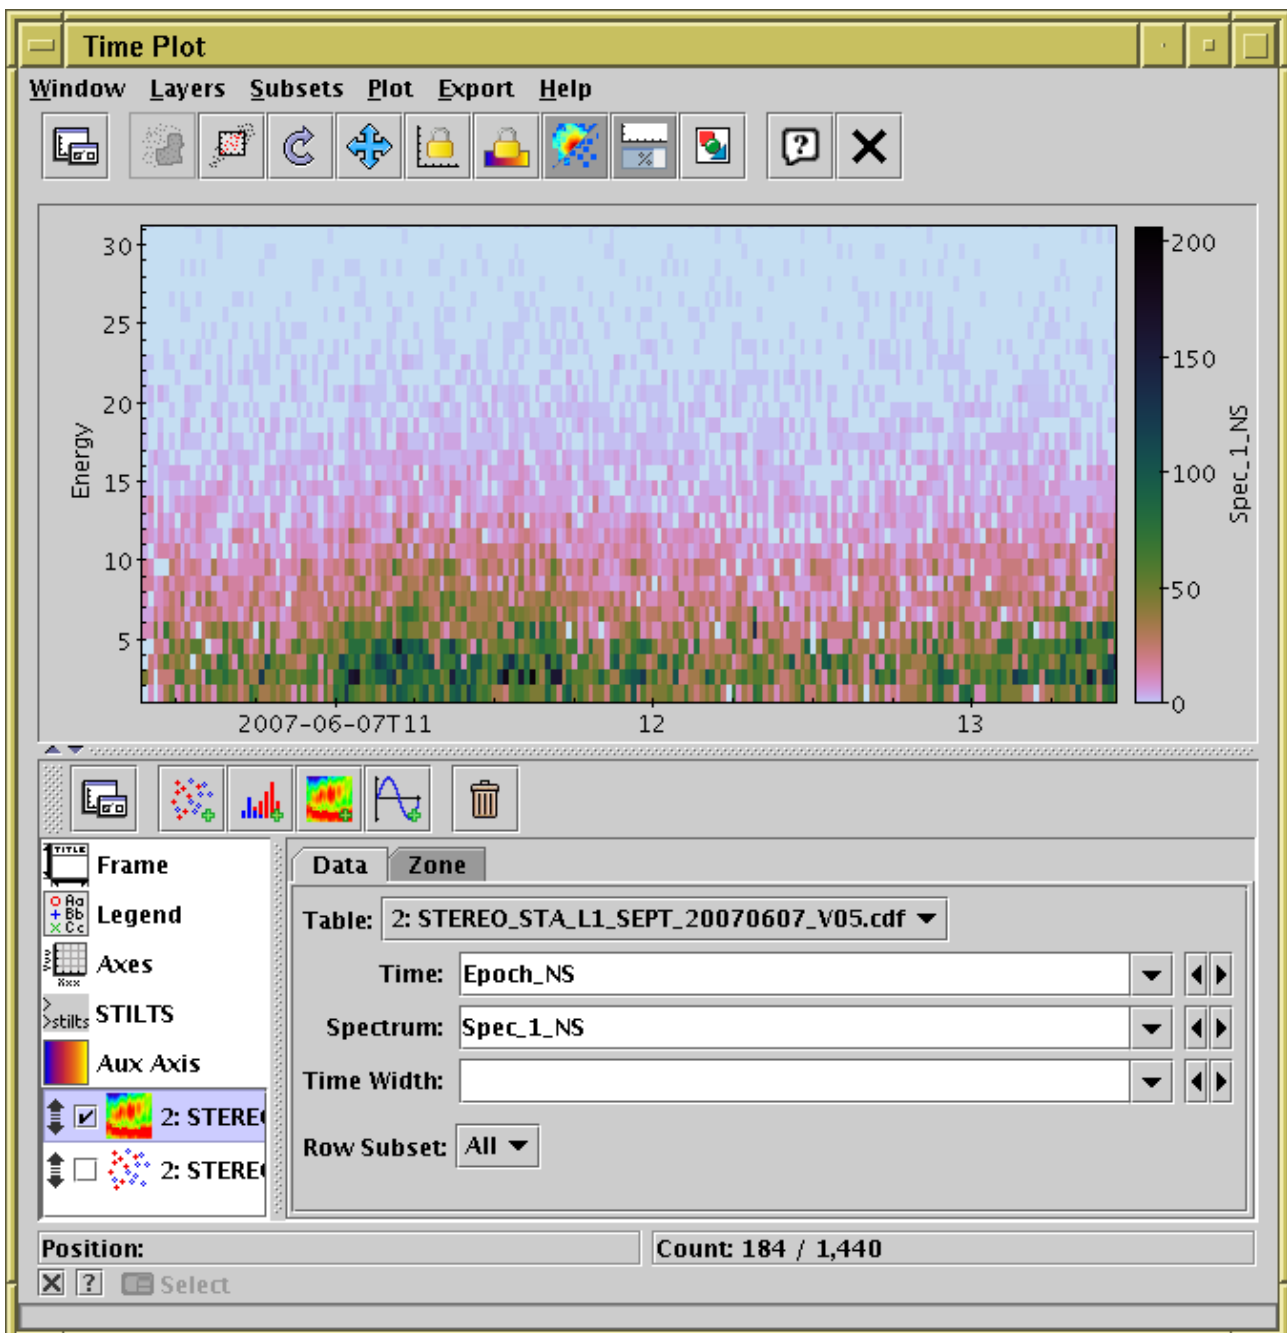 Time Plot
Window Layers Subsets Plot Export Help
30
25
20
15
10
5
Energy
2007-06-07T11 12 13
200
150
100
50
0
Spec_1_NS
Frame
Legend
Axes
STILTS
Aux Axis
2: STERE
2: STERE
Data Zone
Table: 2: STEREO_STA_L1_SEPT_20070607_V05.cdf
Time: Epoch_NS
Spectrum: Spec_1_NS
Time Width:
Row Subset: All
Position: Count: 184 / 1,440
Select